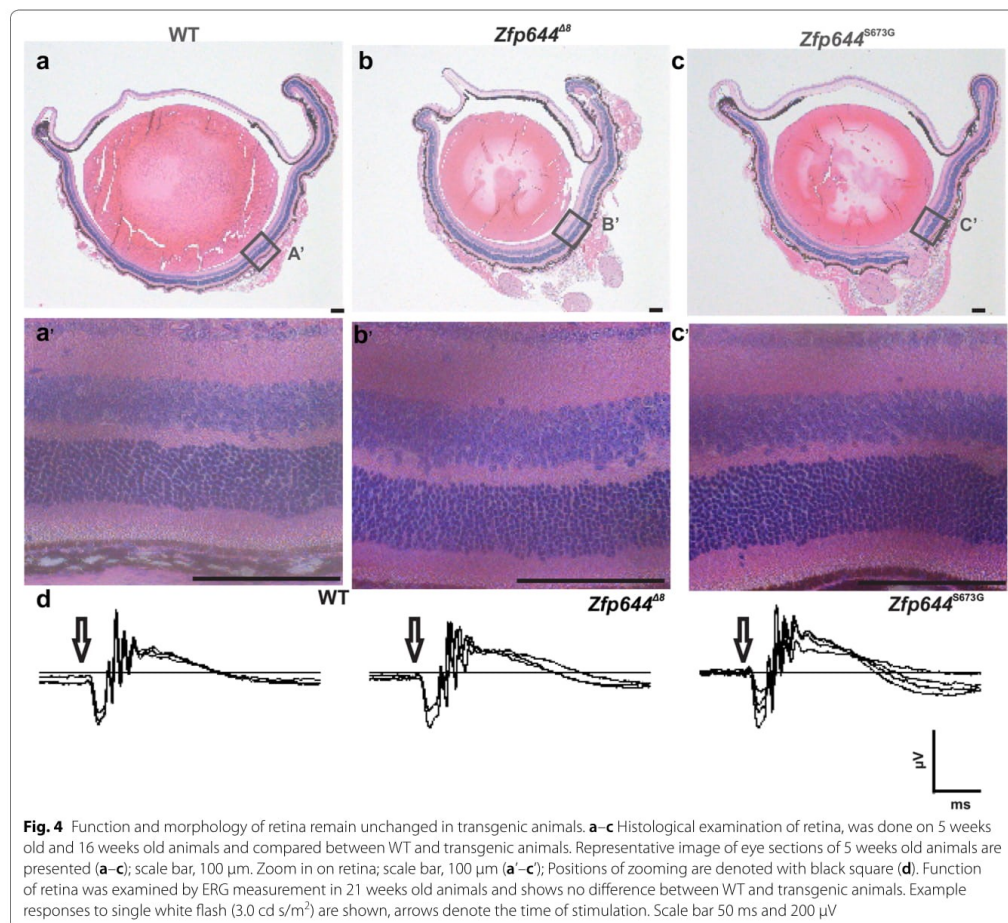 WT
Zfp644Δ8
Zfp644S673G
a
b
c
A'
B'
C'
a'
b'
c'
d
WT
Zfp644Δ8
Zfp644S673G
µV
ms
Fig. 4 Function and morphology of retina remain unchanged in transgenic animals. a–c Histological examination of retina, was done on 5 weeks
old and 16 weeks old animals and compared between WT and transgenic animals. Representative image of eye sections of 5 weeks old animals are
presented (a–c); scale bar, 100 µm. Zoom in on retina; scale bar, 100 µm (a′–c′); Positions of zooming are denoted with black square (d). Function
of retina was examined by ERG measurement in 21 weeks old animals and shows no difference between WT and transgenic animals. Example
responses to single white flash (3.0 cd s/m²) are shown, arrows denote the time of stimulation. Scale bar 50 ms and 200 µV